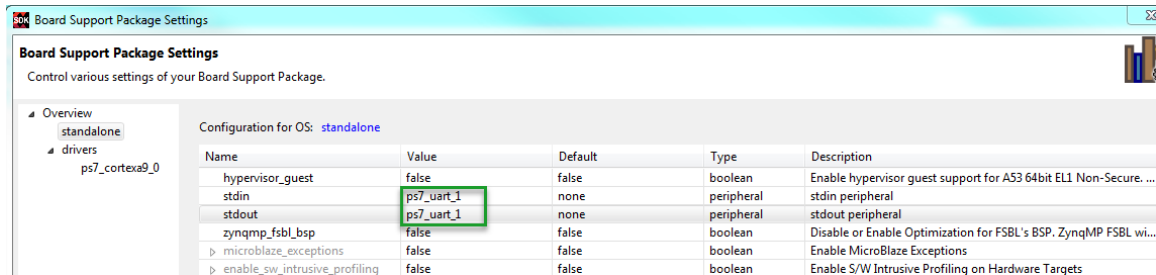 SDK Board Support Package Settings
Board Support Package Settings
Control various settings of your Board Support Package.
Overview
standalone
drivers
ps7_cortexa9_0
Configuration for OS: standalone
Name Value Default Type Description
hypervisor_guest false false boolean Enable hypervisor guest support for A53 64bit EL1 Non-Secure. ...
stdin ps7_uart_1 none peripheral stdin peripheral
stdout ps7_uart_1 none peripheral stdout peripheral
zynqmp_fsbl_bsp false false boolean Disable or Enable Optimization for FSBL's BSP. ZynqMP FSBL wi...
microblaze_exceptions false false boolean Enable MicroBlaze Exceptions
enable_sw_intrusive_profiling false false boolean Enable S/W Intrusive Profiling on Hardware Targets